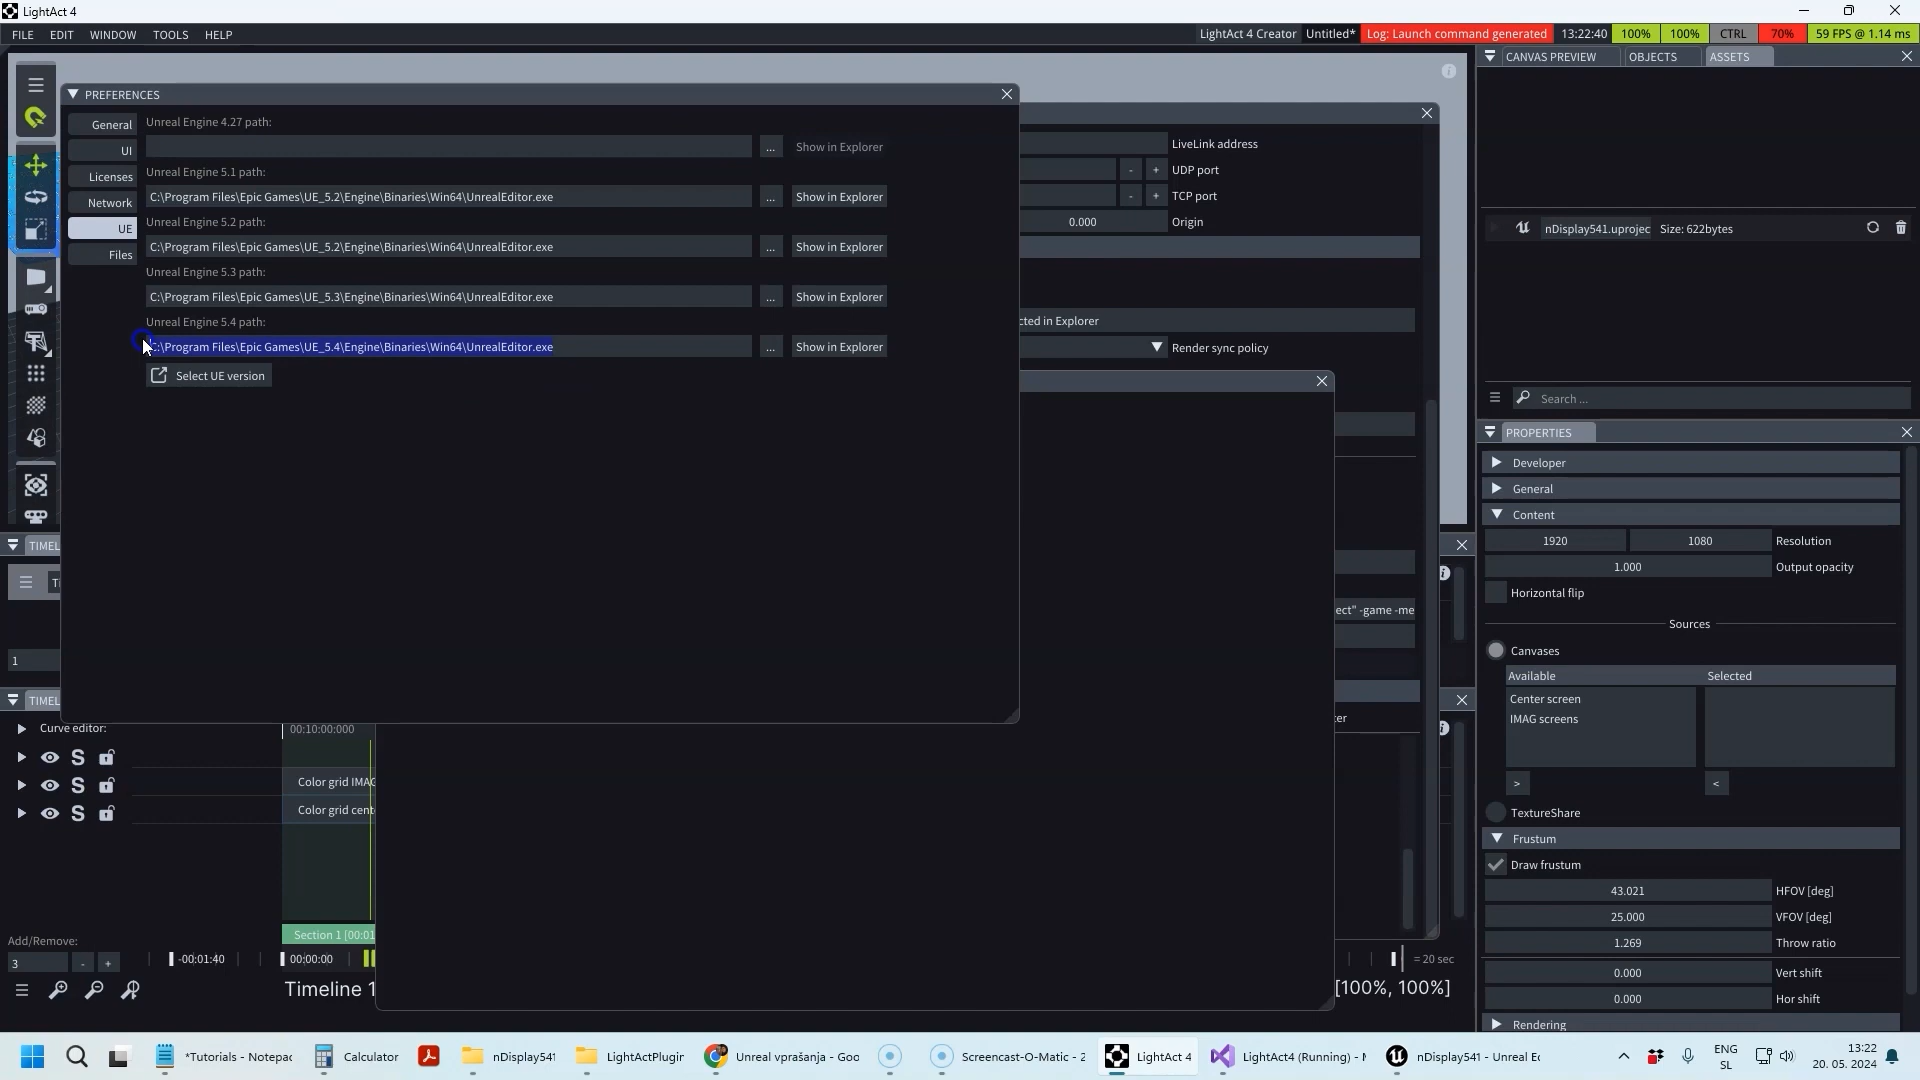 LightAct 4
FILE EDIT WINDOW TOOLS HELP
LightAct 4 Creator Untitled* Log: Launch command generated 13:22:40 100% 100% CTRL 70% 59 FPS @ 1.14 ms
CANVAS PREVIEW OBJECTS ASSETS
PREFERENCES
General
UI
Licenses
Network
UE
Files
Unreal Engine 4.27 path:
... Show in Explorer
Unreal Engine 5.1 path:
C:\Program Files\Epic Games\UE_5.2\Engine\Binaries\Win64\UnrealEditor.exe ... Show in Explorer
Unreal Engine 5.2 path:
C:\Program Files\Epic Games\UE_5.2\Engine\Binaries\Win64\UnrealEditor.exe ... Show in Explorer
Unreal Engine 5.3 path:
C:\Program Files\Epic Games\UE_5.3\Engine\Binaries\Win64\UnrealEditor.exe ... Show in Explorer
Unreal Engine 5.4 path:
C:\Program Files\Epic Games\UE_5.4\Engine\Binaries\Win64\UnrealEditor.exe ... Show in Explorer
Select UE version
LiveLink address
- + UDP port
- + TCP port
0.000 Origin
cted in Explorer
Render sync policy
ect" -game -me
ter
nDisplay541.uprojec Size: 622bytes
Search ...
PROPERTIES
Developer
General
Content
1920 1080 Resolution
1.000 Output opacity
Horizontal flip
Sources
Canvases
Available Selected
Center screen
IMAG screens
> <
TextureShare
Frustum
Draw frustum
43.021 HFOV [deg]
25.000 VFOV [deg]
1.269 Throw ratio
0.000 Vert shift
0.000 Hor shift
Rendering
TIMEL
Ti
1
TIMEL
Curve editor:
00:10:00:000
S
S Color grid IMAG
S Color grid cent
Section 1 [00:01
Add/Remove:
3 - + -00:01:40 00:00:00 = 20 sec
Timeline 1 [100%, 100%]
*Tutorials - Notepad Calculator nDisplay541 LightActPlugin Unreal vprašanja - Goo Screencast-O-Matic - 2 LightAct 4 LightAct4 (Running) - M nDisplay541 - Unreal Ed
ENG
SL
13:22
20. 05. 2024